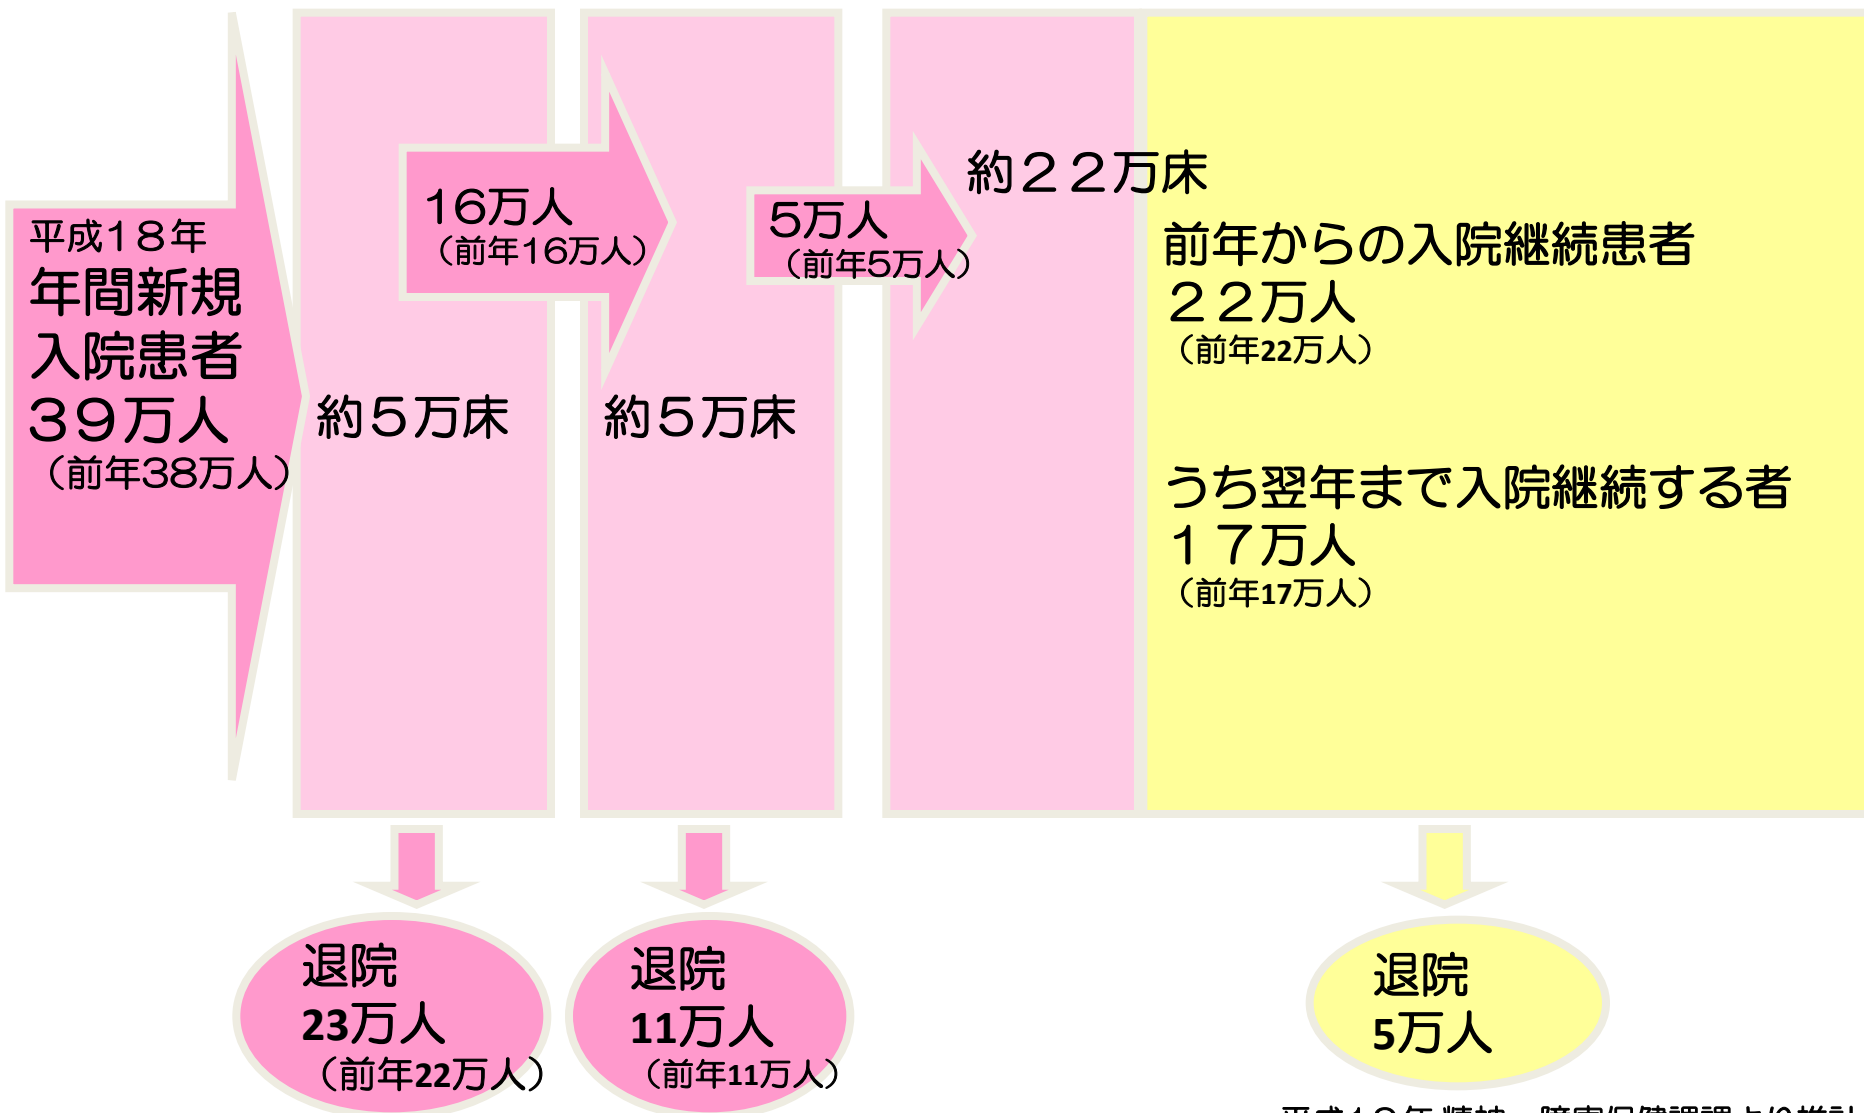 平成１８年
年間新規
入院患者
３９万人
（前年38万人）
約５万床
16万人
（前年16万人）
約５万床
5万人
（前年5万人）
約２２万床
前年からの入院継続患者
２２万人
（前年22万人）
うち翌年まで入院継続する者
１７万人
（前年17万人）
退院
23万人
（前年22万人）
退院
11万人
（前年11万人）
退院
5万人